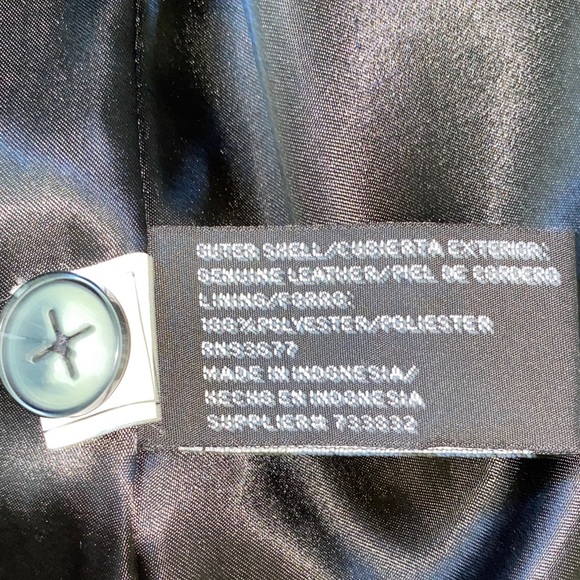 OUTER SHELL/CUBIERTA EXTERIOR:
GENUINE LEATHER/PIEL DE CORDERO
LINING/FORRO:
100%POLYESTER/POLIESTER
RN53677
MADE IN INDONESIA/
HECHO EN INDONESIA
SUPPLIER# 733832